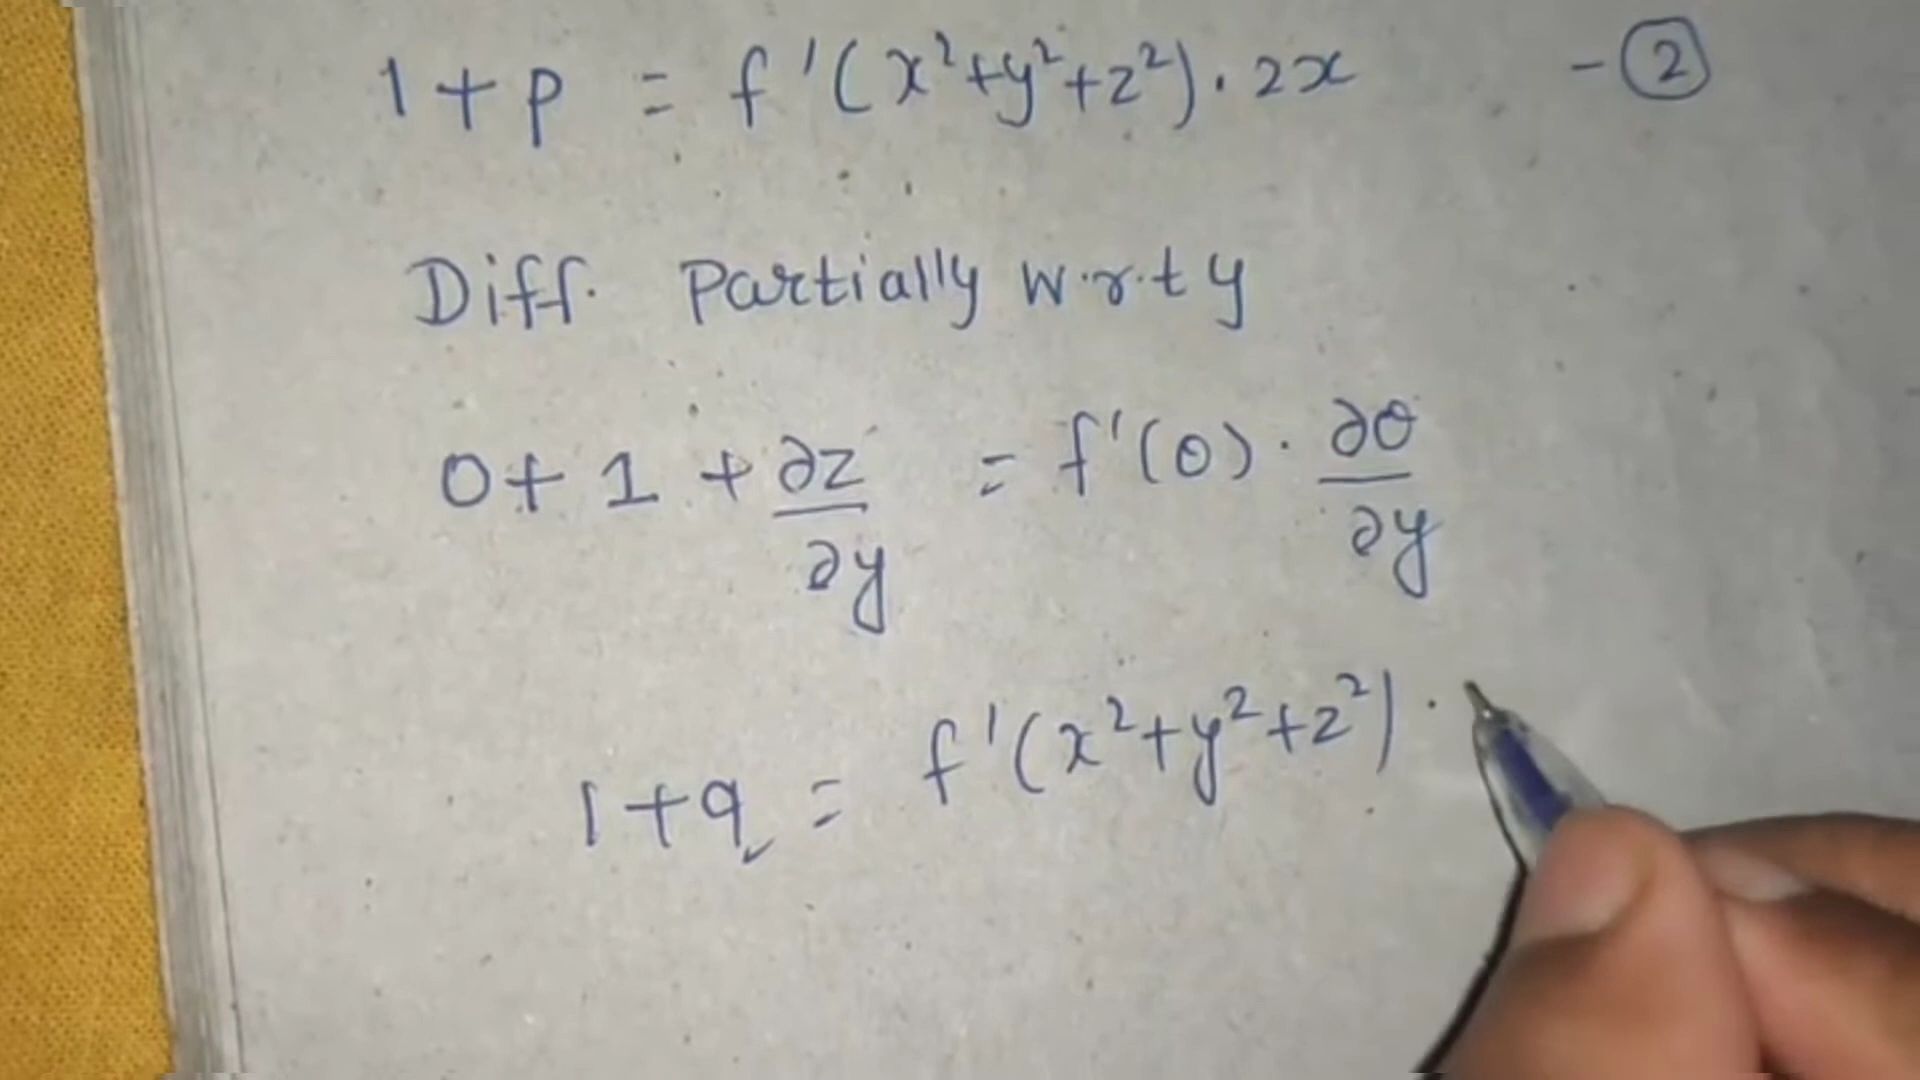 1 + p = f'(x²+y²+z²) · 2x - ②
Diff. Partially w.r.t y
0 + 1 + ∂z/∂y = f'(θ) · ∂θ/∂y
1 + q = f'(x²+y²+z²) ·